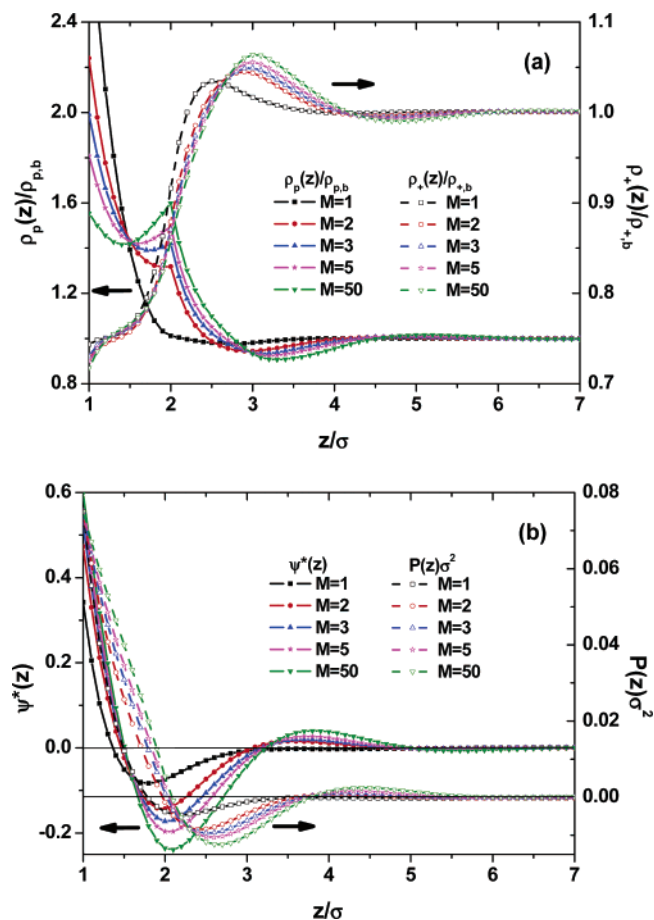 (a)
2.4
2.0
1.6
1.2
0.8
ρp(z)/ρp,b
1.1
1.0
0.9
0.8
0.7
ρ+(z)/ρ+,b
ρp(z)/ρp,b ρ+(z)/ρ+,b
M=1 M=1
M=2 M=2
M=3 M=3
M=5 M=5
M=50 M=50
1 2 3 4 5 6 7
z/σ
(b)
0.6
0.4
0.2
0.0
-0.2
ψ*(z)
0.08
0.06
0.04
0.02
0.00
P(z)σ²
ψ*(z) P(z)σ²
M=1 M=1
M=2 M=2
M=3 M=3
M=5 M=5
M=50 M=50
1 2 3 4 5 6 7
z/σ